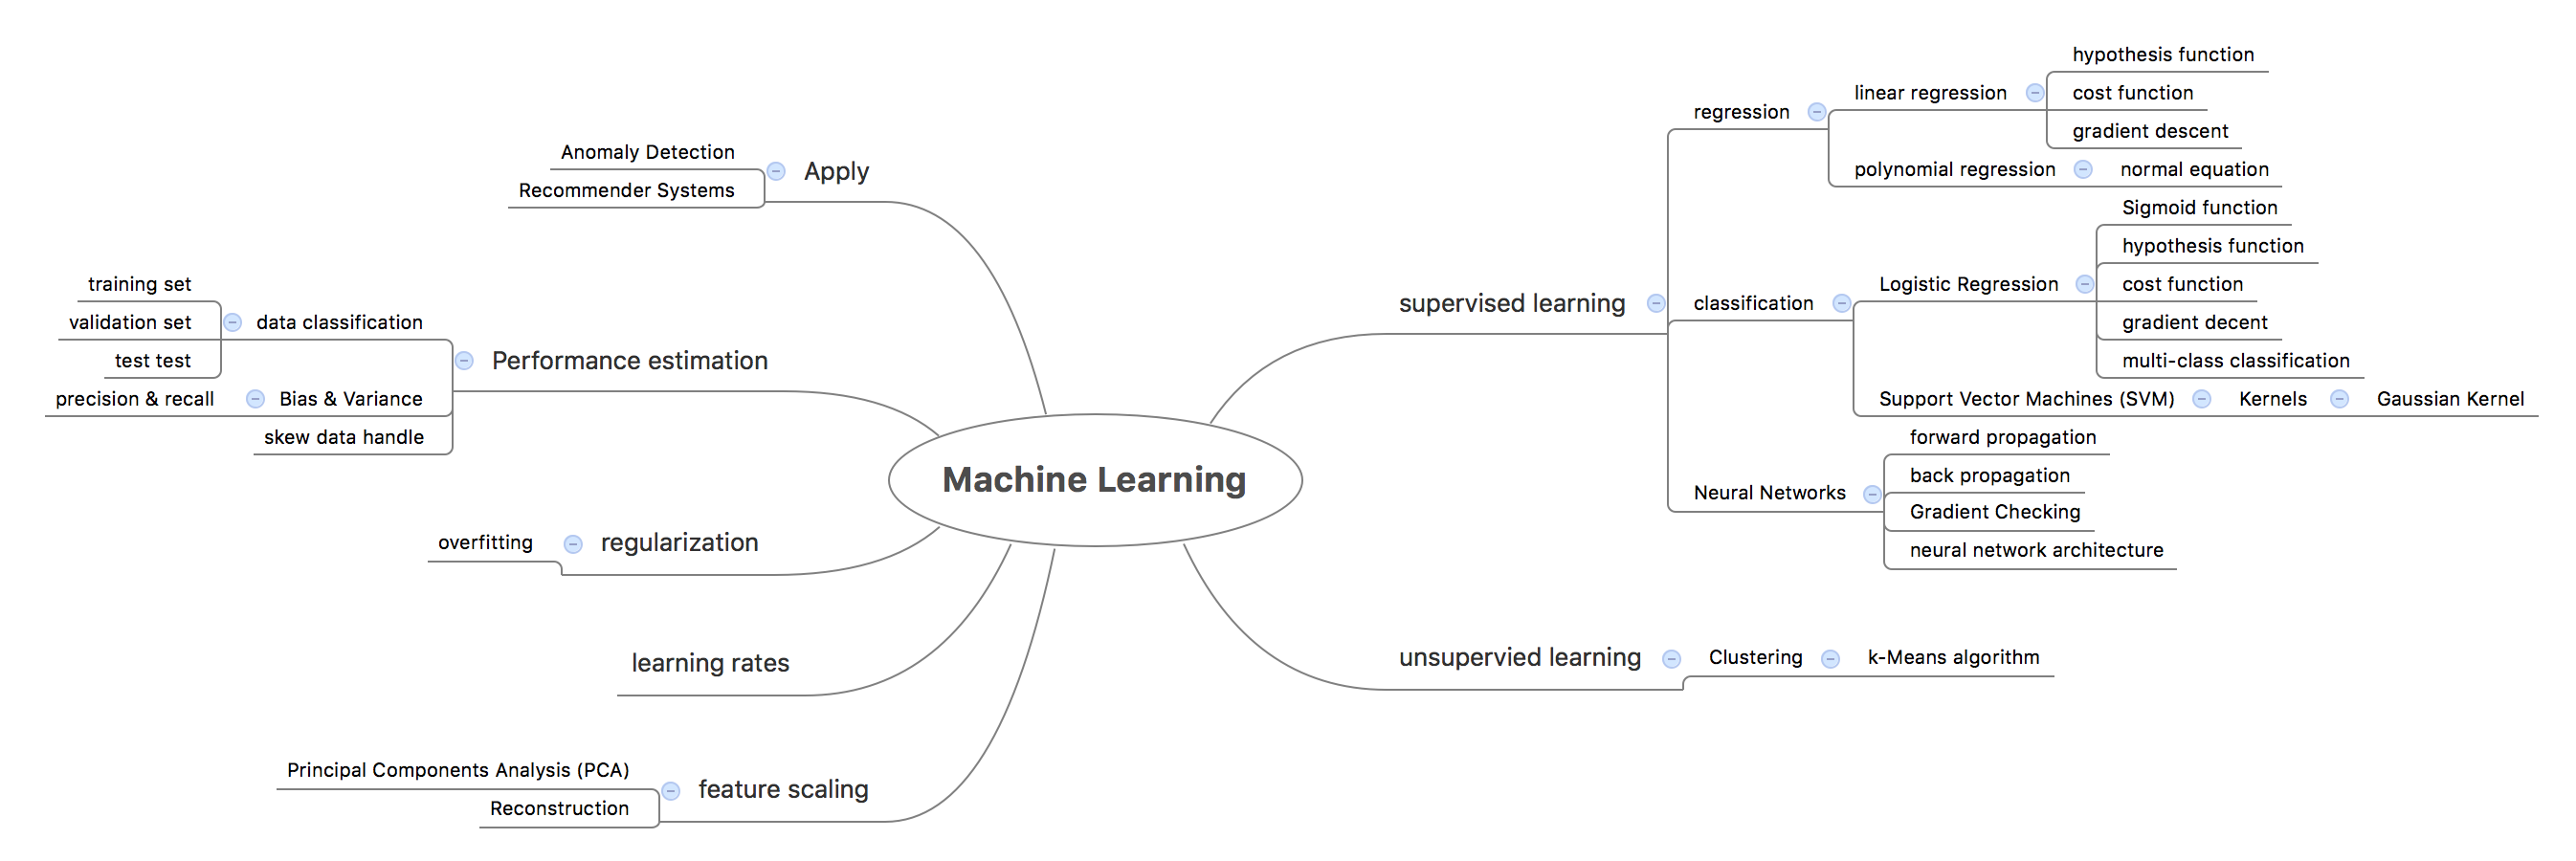 Machine Learning
supervised learning
regression
linear regression
hypothesis function
cost function
gradient descent
polynomial regression
normal equation
classification
Logistic Regression
Sigmoid function
hypothesis function
cost function
gradient decent
multi-class classification
Support Vector Machines (SVM)
Kernels
Gaussian Kernel
Neural Networks
forward propagation
back propagation
Gradient Checking
neural network architecture
unsupervied learning
Clustering
k-Means algorithm
Apply
Anomaly Detection
Recommender Systems
Performance estimation
data classification
training set
validation set
test test
Bias & Variance
precision & recall
skew data handle
regularization
overfitting
learning rates
feature scaling
Principal Components Analysis (PCA)
Reconstruction